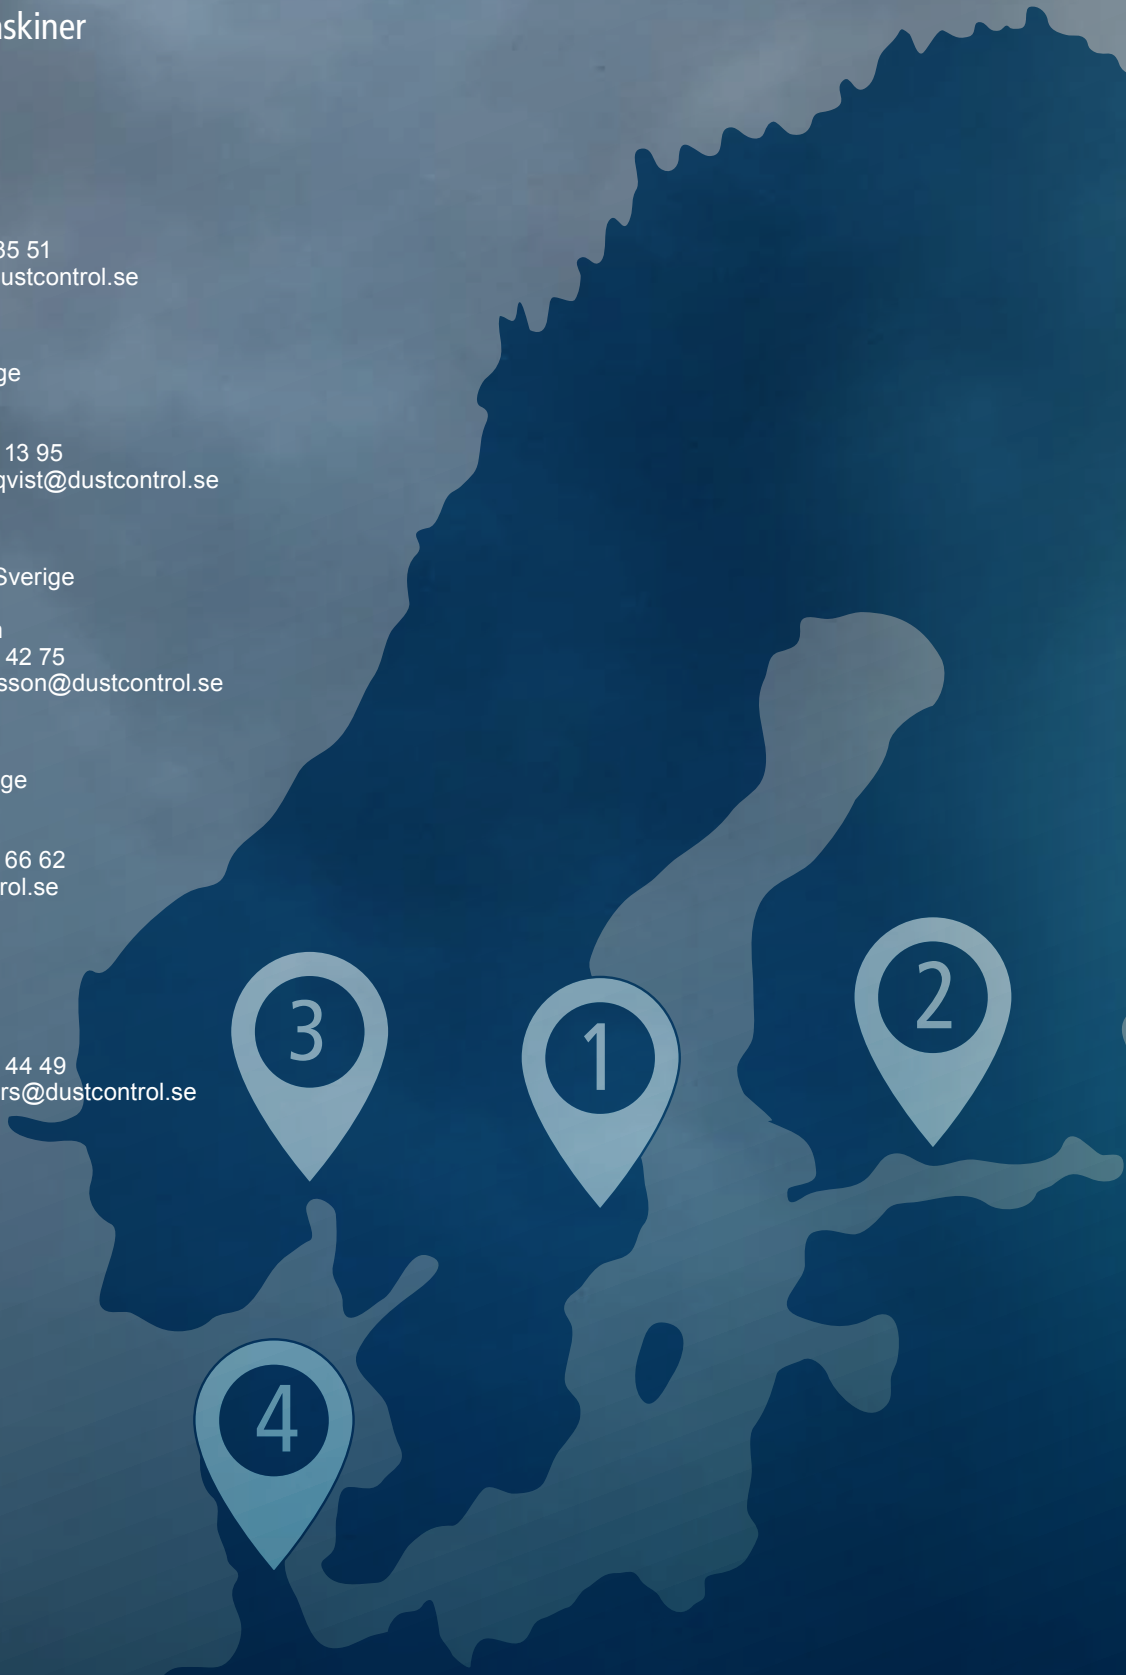 skiner
35 51
ustcontrol.se
ge
13 95
qvist@dustcontrol.se
Sverige
42 75
sson@dustcontrol.se
ge
66 62
rol.se
44 49
rs@dustcontrol.se
3
1
2
4